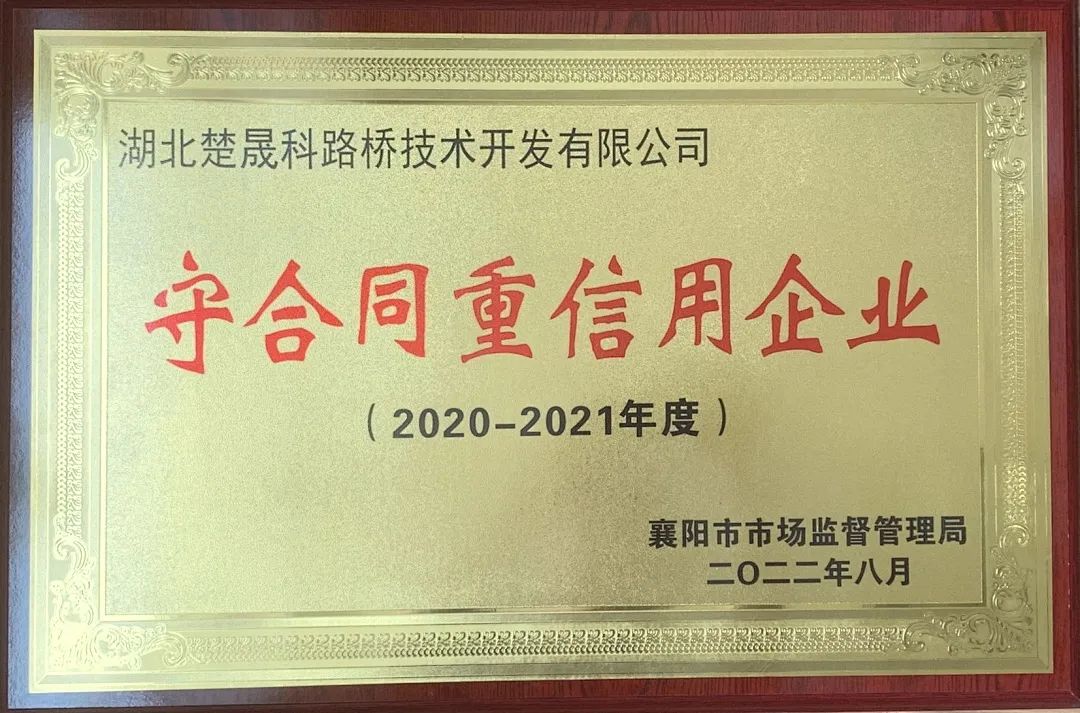 湖北楚晟科路桥技术开发有限公司
守合同重信用企业
（2020-2021年度）
襄阳市市场监督管理局
二〇二二年八月